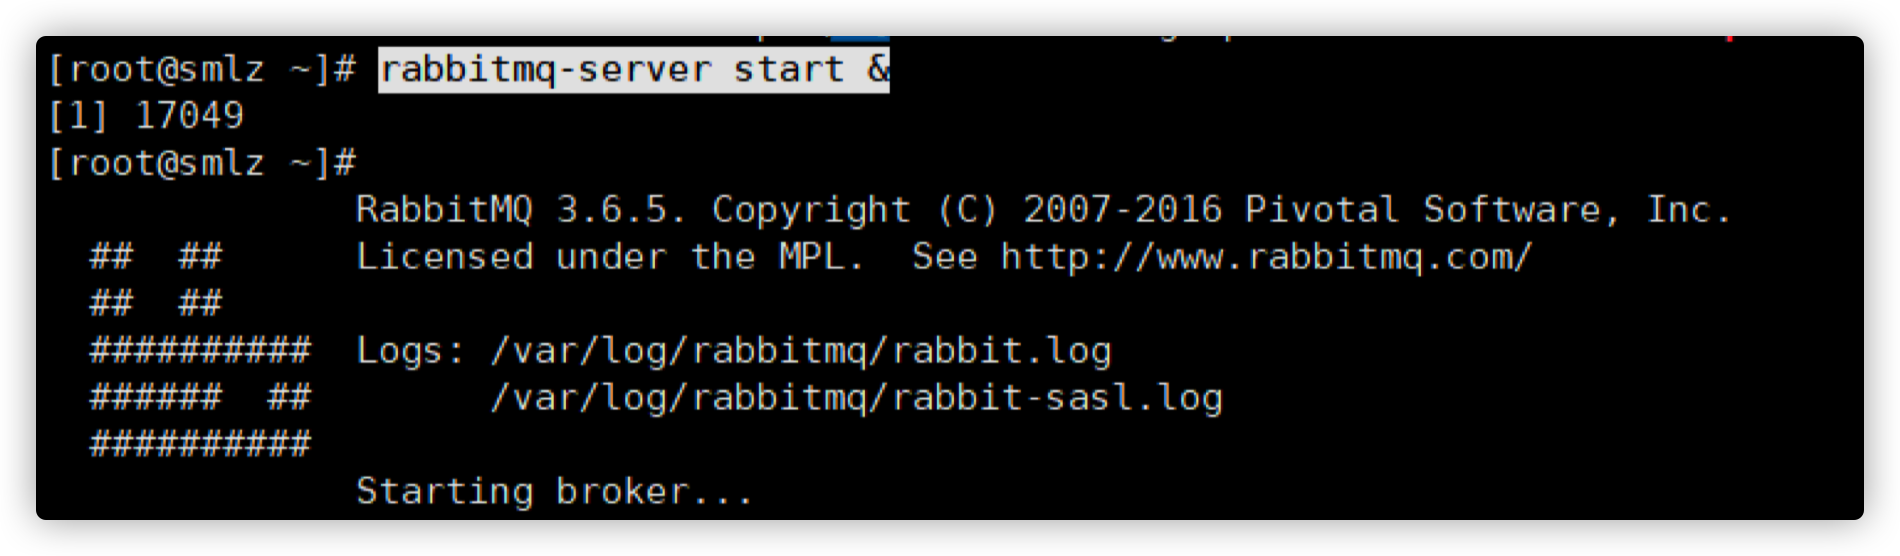 [root@smlz ~]# rabbitmq-server start &
[1] 17049
[root@smlz ~]#
RabbitMQ 3.6.5. Copyright (C) 2007-2016 Pivotal Software, Inc.
##  ##      Licensed under the MPL.  See http://www.rabbitmq.com/
##  ##
##########  Logs: /var/log/rabbitmq/rabbit.log
######  ##        /var/log/rabbitmq/rabbit-sasl.log
##########
Starting broker...